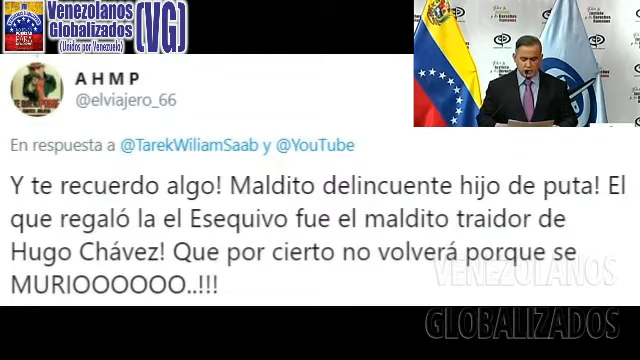 Venezolanos
Globalizados
(Unidos por Venezuela)
(VG)
AHMP
@elviajero_66
En respuesta a @TarekWiliamSaab y @YouTube
Y te recuerdo algo! Maldito delincuente hijo de puta! El
que regaló la el Esequivo fue el maldito traidor de
Hugo Chávez! Que por cierto no volverá porque se
MURIOOOOOO..!!!
VENEZOLANOS
GLOBALIZADOS